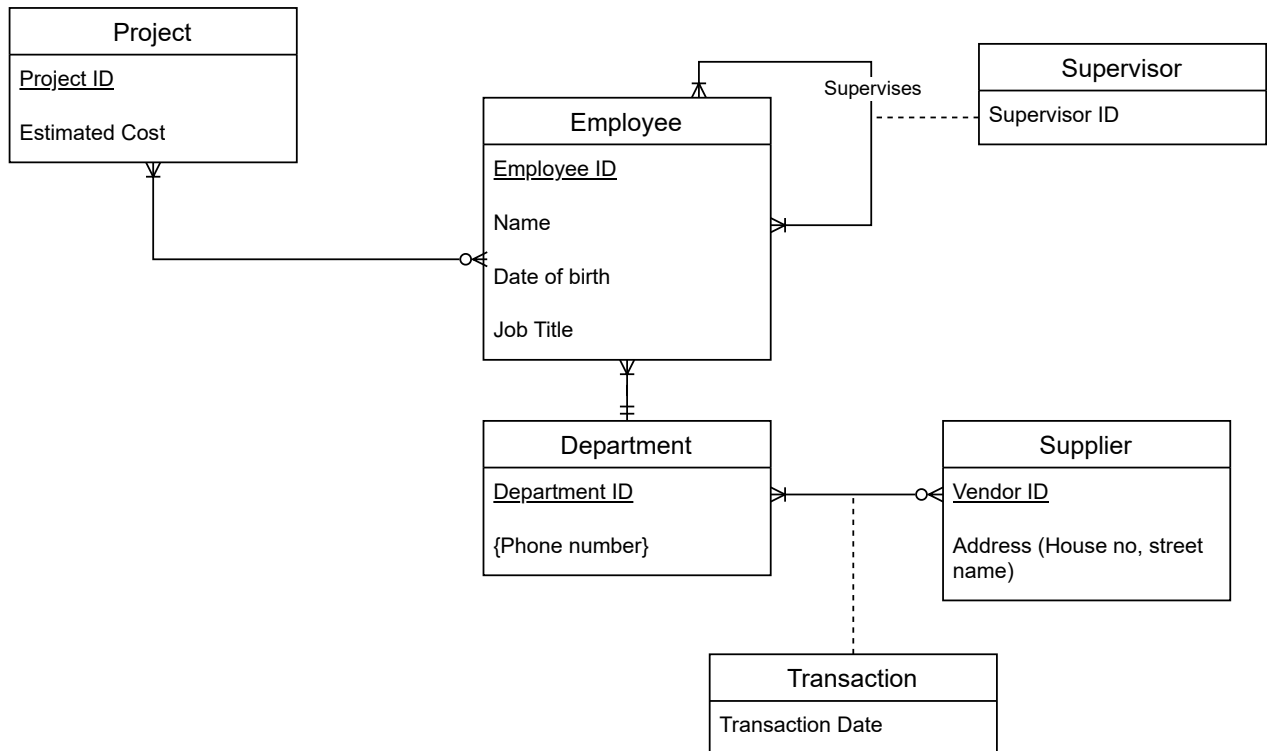 Project
Project ID
Estimated Cost
Supervises
Supervisor
Supervisor ID
Employee
Employee ID
Name
Date of birth
Job Title
Department
Department ID
{Phone number}
Supplier
Vendor ID
Address (House no, street
name)
Transaction
Transaction Date